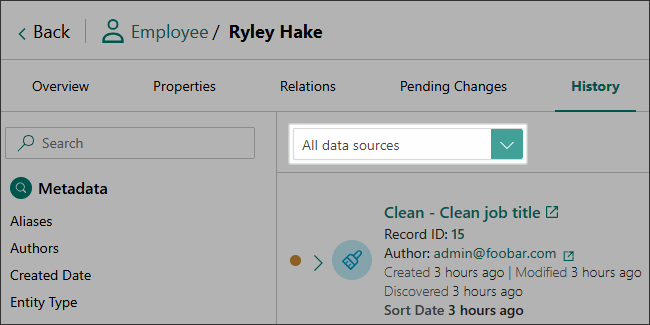 Back
Employee / Ryley Hake
Overview Properties Relations Pending Changes History
Search
All data sources
Metadata
Aliases
Authors
Created Date
Entity Type
Clean - Clean job title
Record ID: 15
Author: admin@foobar.com
Created 3 hours ago | Modified 3 hours ago
Discovered 3 hours ago
Sort Date 3 hours ago